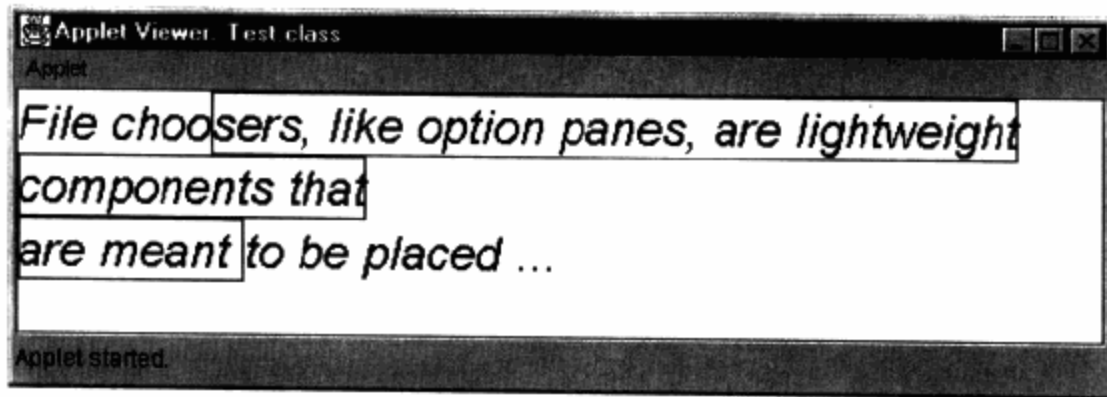 Applet Viewer. Test class
Applet
File choosers, like option panes, are lightweight
components that
are meant to be placed ...
Applet started.